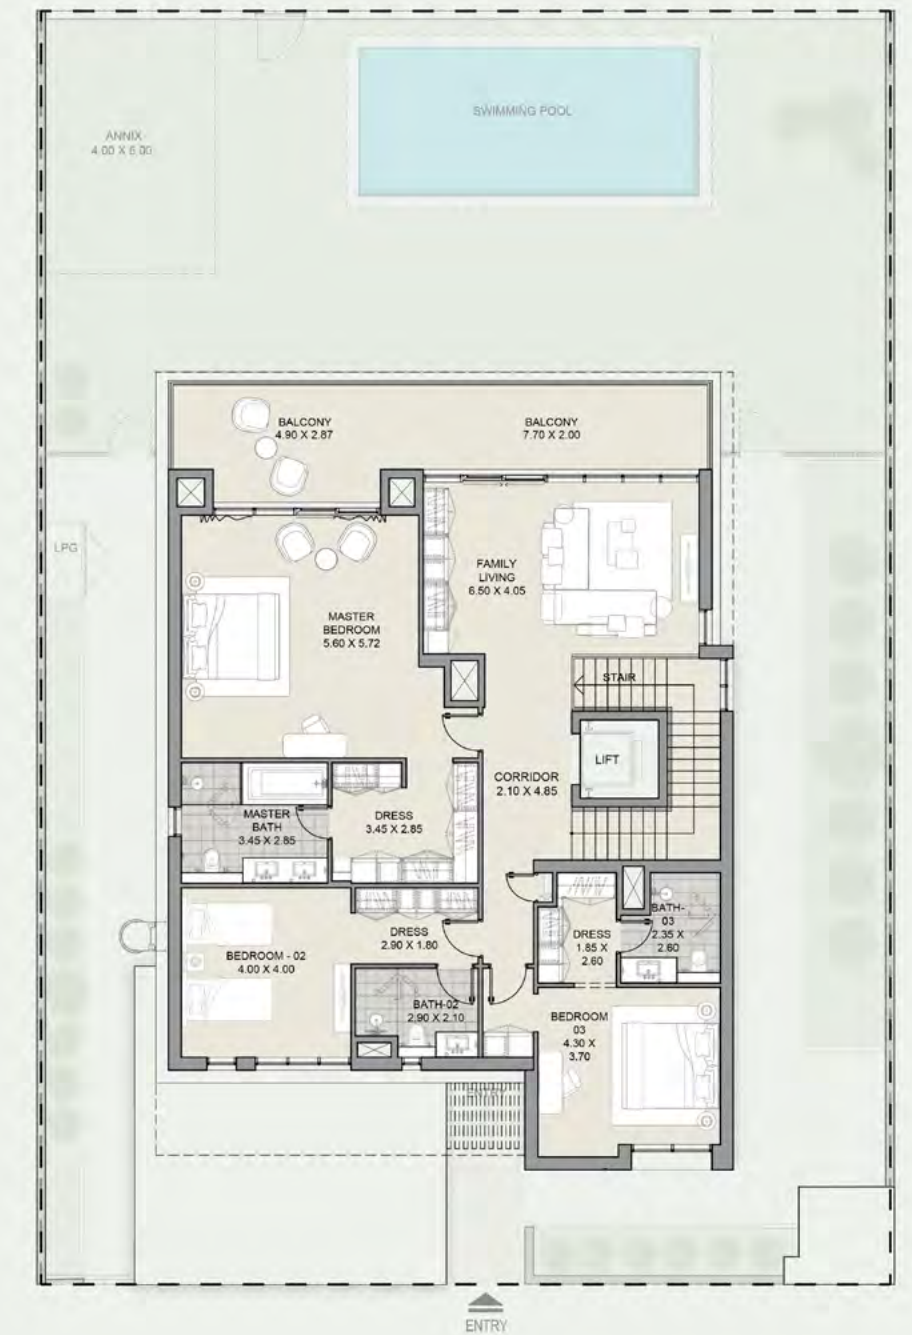 SWIMMING POOL
ANNIX
4.00 X 6.00
BALCONY
4.90 X 2.87
BALCONY
7.70 X 2.00
LPG
FAMILY
LIVING
6.50 X 4.05
MASTER
BEDROOM
5.60 X 5.72
STAIR
LIFT
CORRIDOR
2.10 X 4.85
MASTER
BATH
3.45 X 2.85
DRESS
3.45 X 2.85
DRESS
2.90 X 1.80
BEDROOM - 02
4.00 X 4.00
BATH-02
2.90 X 2.10
DRESS
1.85 X
2.60
BATH-
03
2.35 X
2.60
BEDROOM
03
4.30 X
3.70
ENTRY
ENTRY